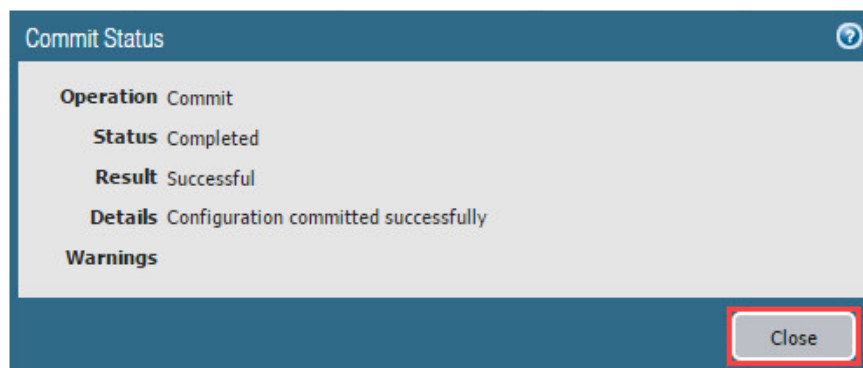 Commit Status
Operation Commit
Status Completed
Result Successful
Details Configuration committed successfully
Warnings
Close